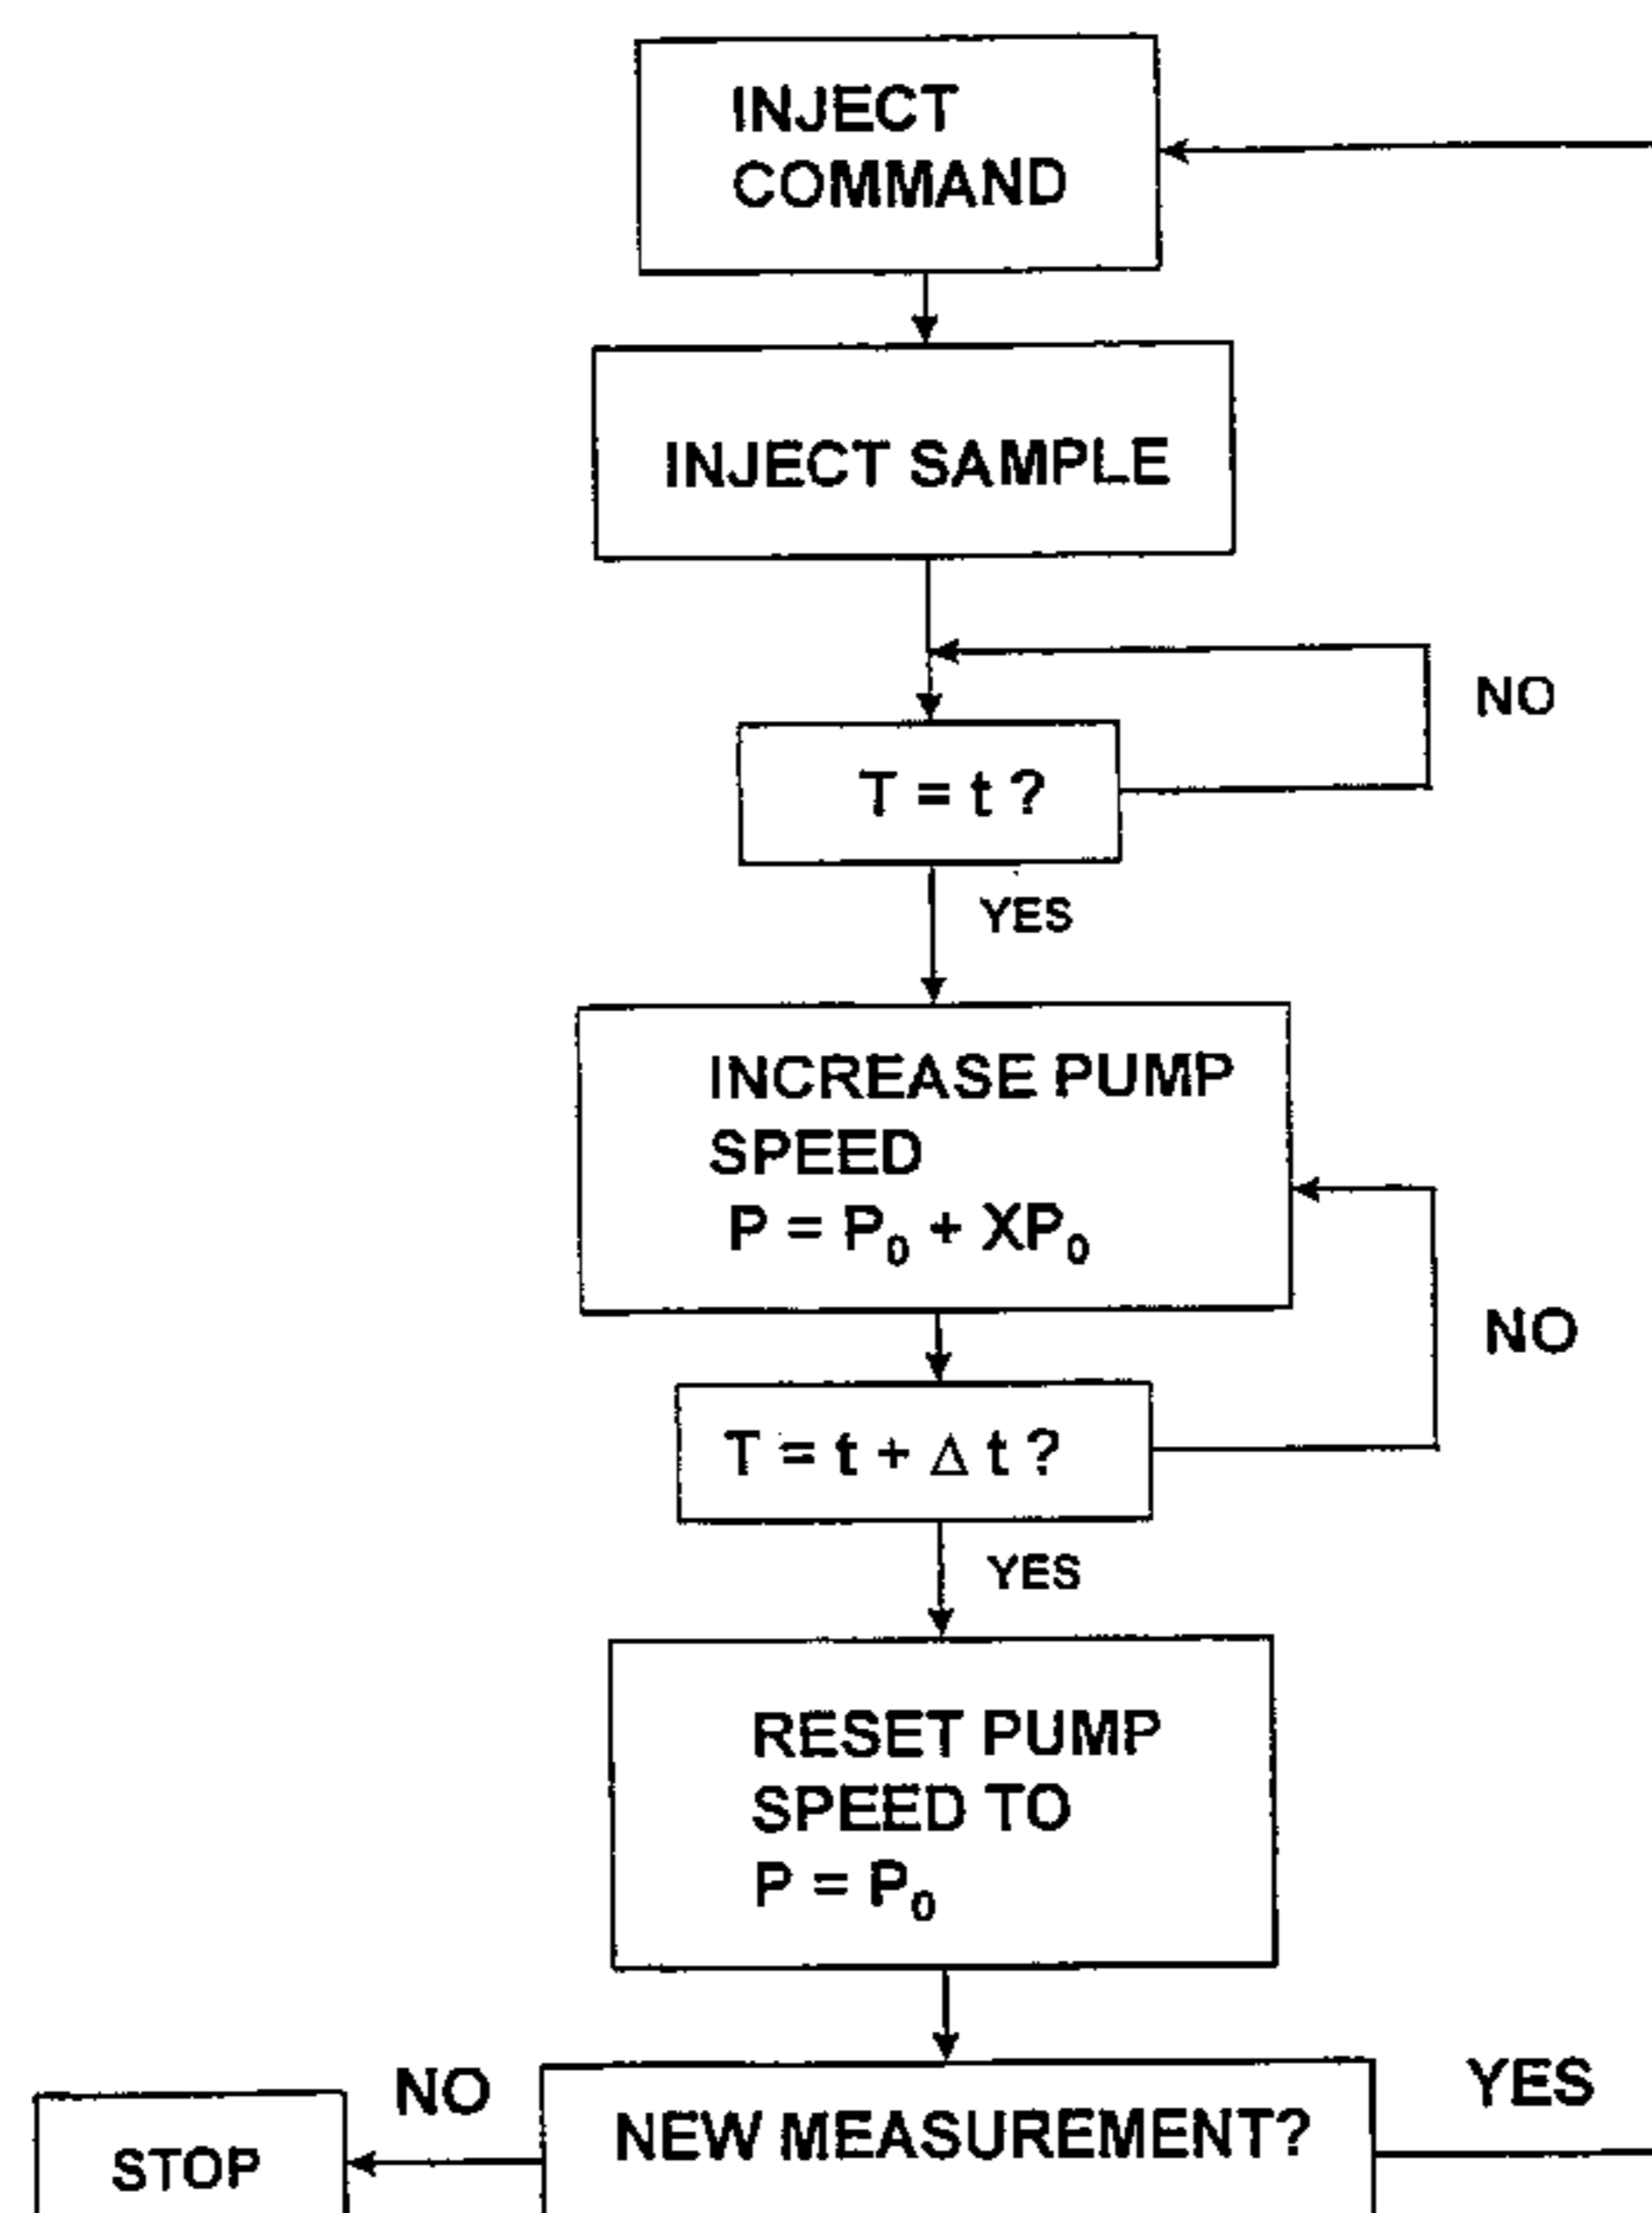 INJECT
COMMAND
INJECT SAMPLE
NO
T = t ?
YES
INCREASE PUMP
SPEED
P = P₀ + XP₀
NO
T = t + Δ t ?
YES
RESET PUMP
SPEED TO
P = P₀
NO
YES
NEW MEASUREMENT?
STOP